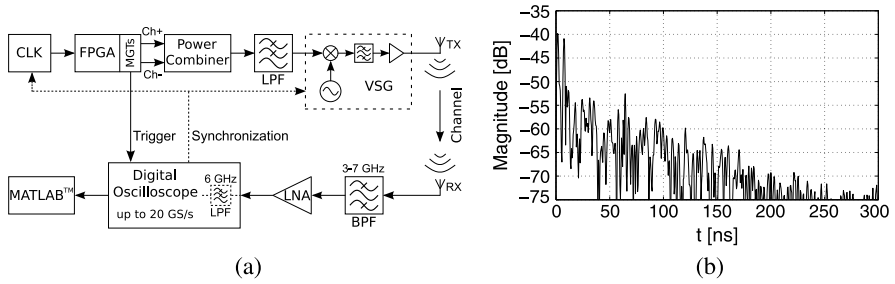 CLK
FPGA
MGTs
Ch+
Ch-
Power
Combiner
LPF
VSG
TX
Channel
Trigger
Synchronization
MATLAB™
Digital
Oscilloscope
up to 20 GS/s
6 GHz
LPF
LNA
3-7 GHz
BPF
RX
(a)
Magnitude [dB]
−35
−40
−45
−50
−55
−60
−65
−70
−75
0 50 100 150 200 250 300
t [ns]
(b)